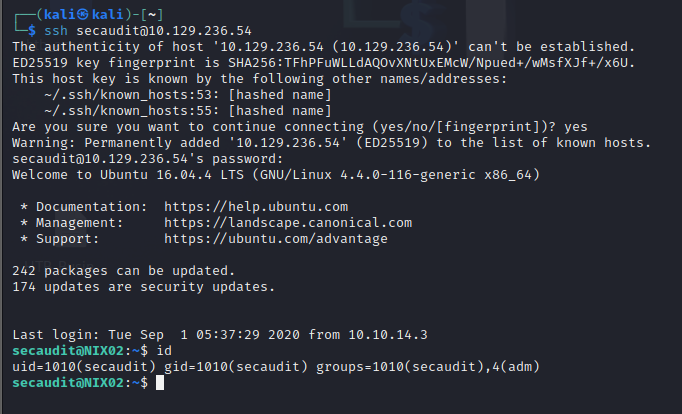 ┌──(kali㉿kali)-[~]
└─$ ssh secaudit@10.129.236.54
The authenticity of host '10.129.236.54 (10.129.236.54)' can't be established.
ED25519 key fingerprint is SHA256:TFhPFuWLLdAQOvXNtUxEMcW/Npued+/wMsfXJf+/x6U.
This host key is known by the following other names/addresses:
    ~/.ssh/known_hosts:53: [hashed name]
    ~/.ssh/known_hosts:55: [hashed name]
Are you sure you want to continue connecting (yes/no/[fingerprint])? yes
Warning: Permanently added '10.129.236.54' (ED25519) to the list of known hosts.
secaudit@10.129.236.54's password:
Welcome to Ubuntu 16.04.4 LTS (GNU/Linux 4.4.0-116-generic x86_64)
 * Documentation:  https://help.ubuntu.com
 * Management:     https://landscape.canonical.com
 * Support:        https://ubuntu.com/advantage
242 packages can be updated.
174 updates are security updates.
Last login: Tue Sep  1 05:37:29 2020 from 10.10.14.3
secaudit@NIX02:~$ id
uid=1010(secaudit) gid=1010(secaudit) groups=1010(secaudit),4(adm)
secaudit@NIX02:~$